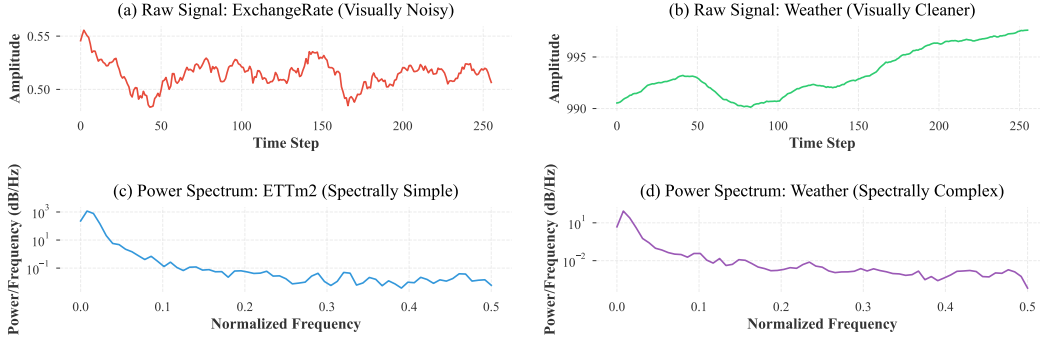 (a) Raw Signal: ExchangeRate (Visually Noisy)
Amplitude
0.55
0.50
0
50
100
150
200
250
Time Step
(b) Raw Signal: Weather (Visually Cleaner)
Amplitude
995
990
0
50
100
150
200
250
Time Step
(c) Power Spectrum: ETTm2 (Spectrally Simple)
Power/Frequency (dB/Hz)
10³
10¹
10⁻¹
0.0
0.1
0.2
0.3
0.4
0.5
Normalized Frequency
(d) Power Spectrum: Weather (Spectrally Complex)
Power/Frequency (dB/Hz)
10¹
10⁻²
0.0
0.1
0.2
0.3
0.4
0.5
Normalized Frequency